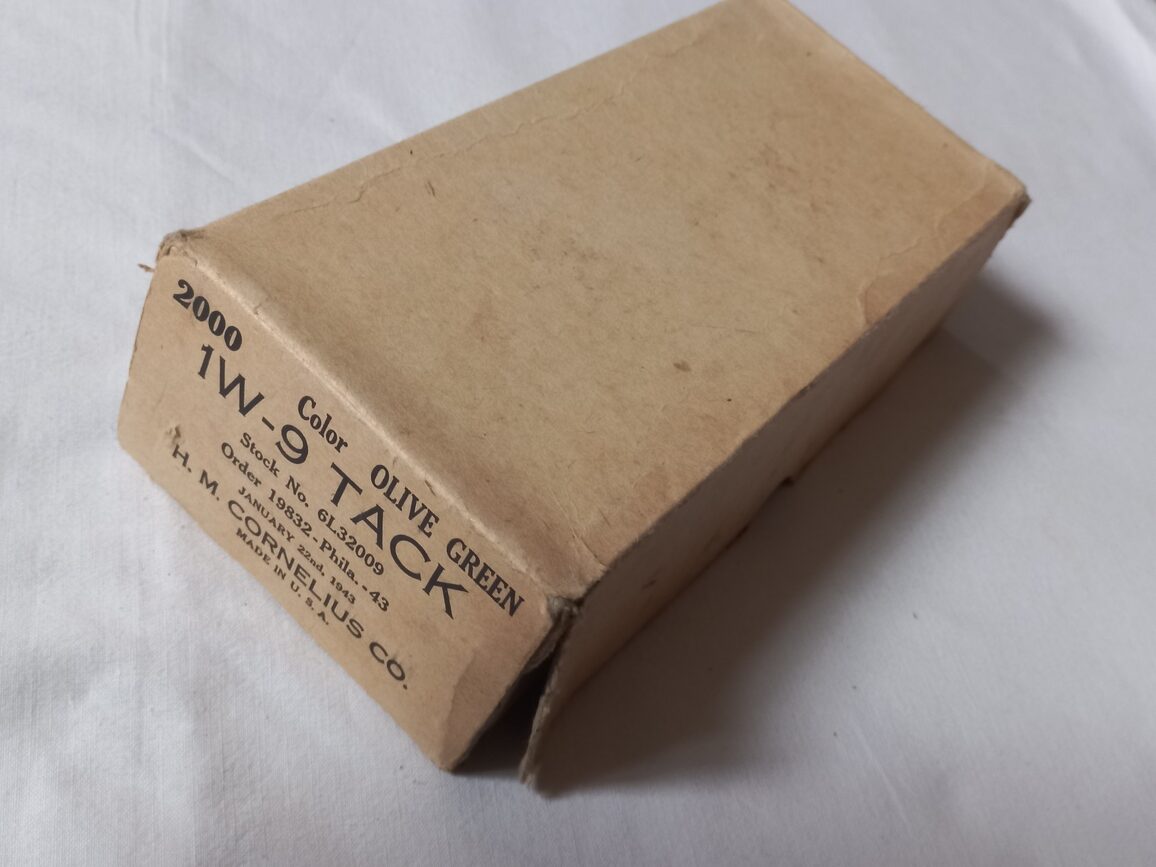 2000
Color OLIVE GREEN
1W-9 TACK
Stock No. 6L32009
Order 19832-Phila.-43
JANUARY 22nd. 1943
H. M. CORNELIUS CO.
MADE IN U. S. A.